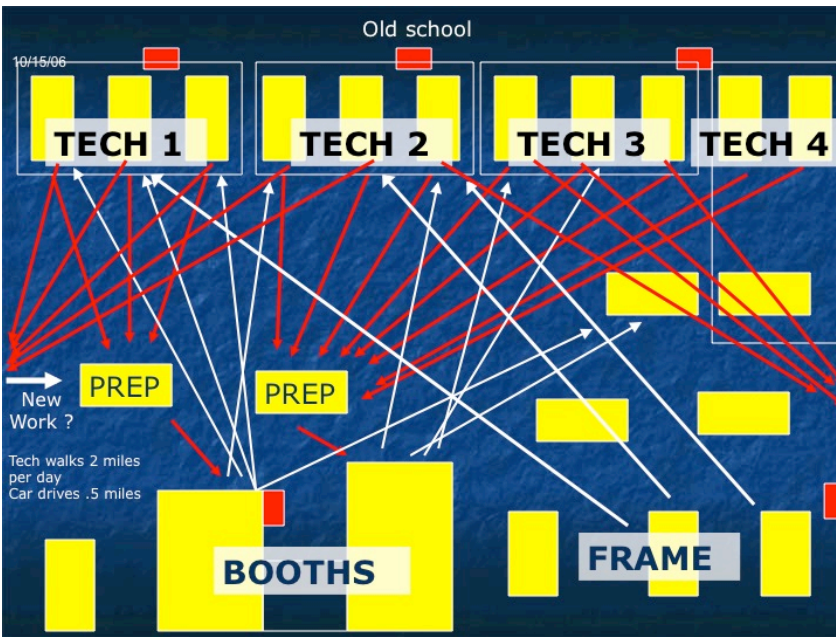 Old school
10/15/06
TECH 1
TECH 2
TECH 3
TECH 4
PREP
PREP
New
Work ?
Tech walks 2 miles
per day
Car drives .5 miles
BOOTHS
FRAME